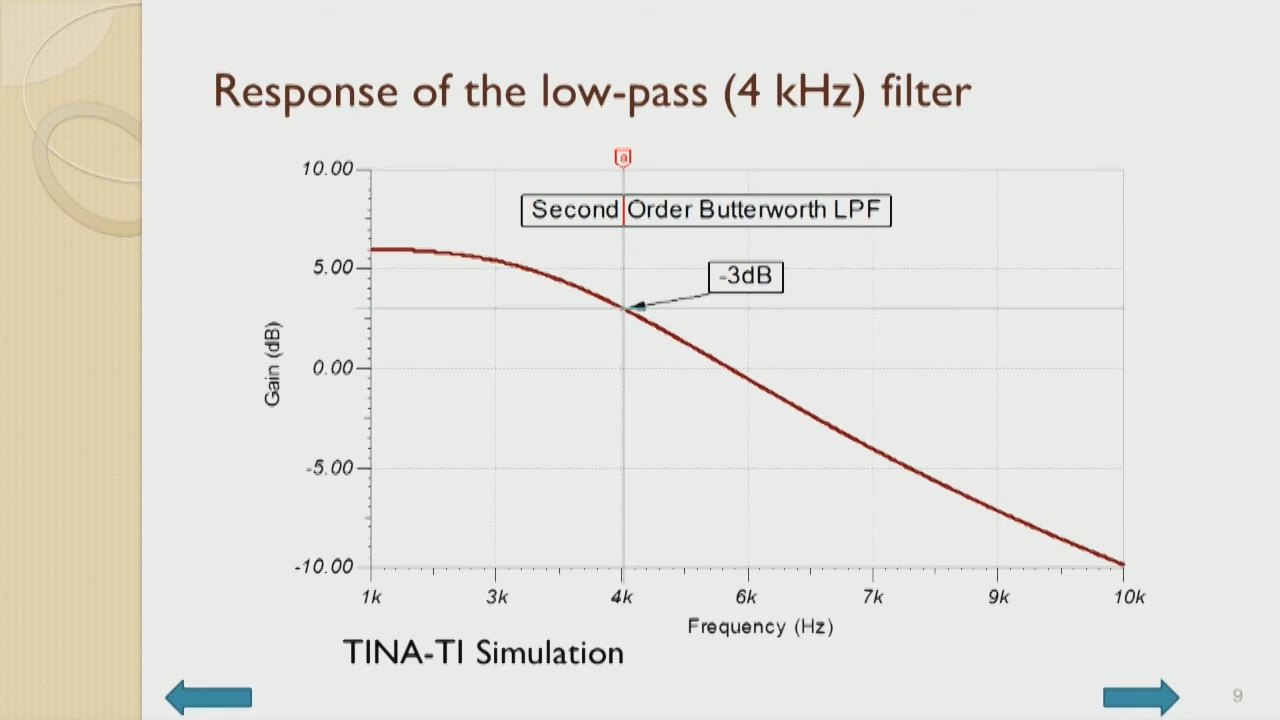 Response of the low-pass (4 kHz) filter
a
10.00
Second Order Butterworth LPF
5.00
-3dB
0.00
Gain (dB)
-5.00
-10.00
1k 3k 4k 6k 7k 9k 10k
Frequency (Hz)
TINA-TI Simulation
9